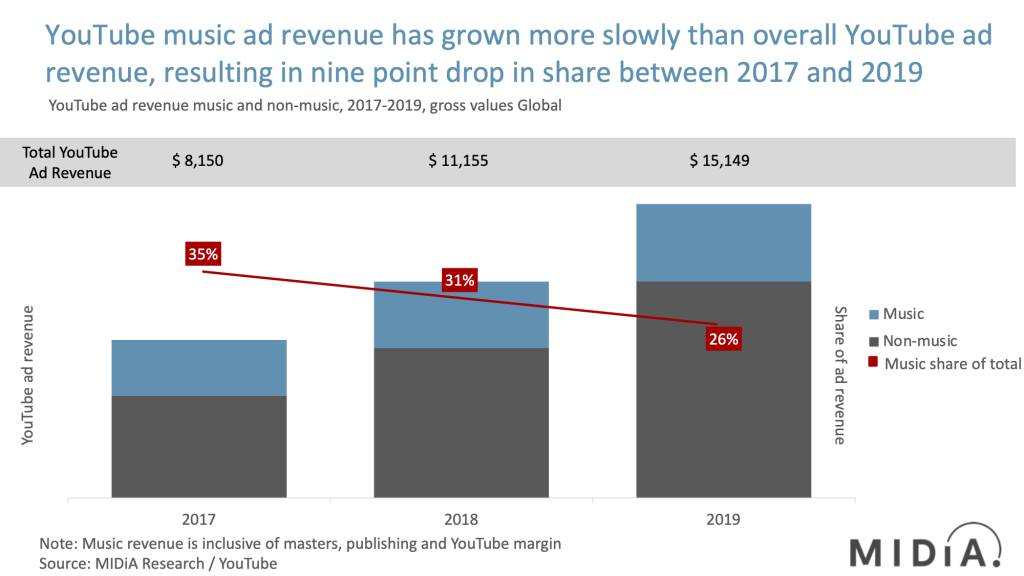 YouTube music ad revenue has grown more slowly than overall YouTube ad
revenue, resulting in nine point drop in share between 2017 and 2019
YouTube ad revenue music and non-music, 2017-2019, gross values Global
Total YouTube
Ad Revenue
$ 8,150
$ 11,155
$ 15,149
35%
31%
26%
YouTube ad revenue
Share of ad revenue
Music
Non-music
Music share of total
2017
2018
2019
Note: Music revenue is inclusive of masters, publishing and YouTube margin
Source: MIDiA Research / YouTube
MIDiA.